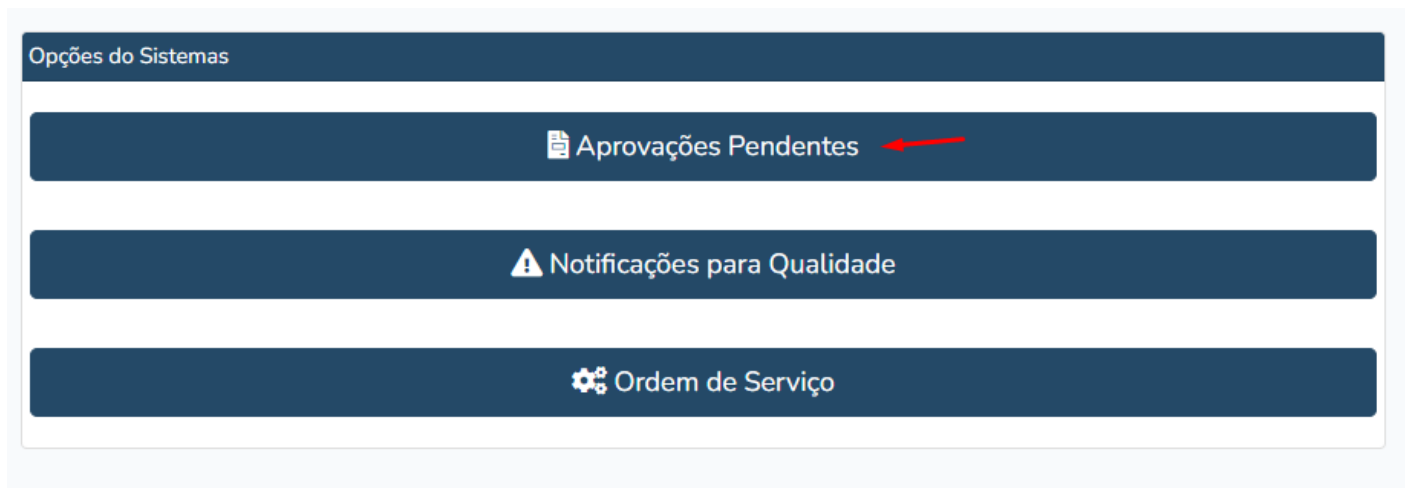 Opções do Sistemas
Aprovações Pendentes
Notificações para Qualidade
Ordem de Serviço